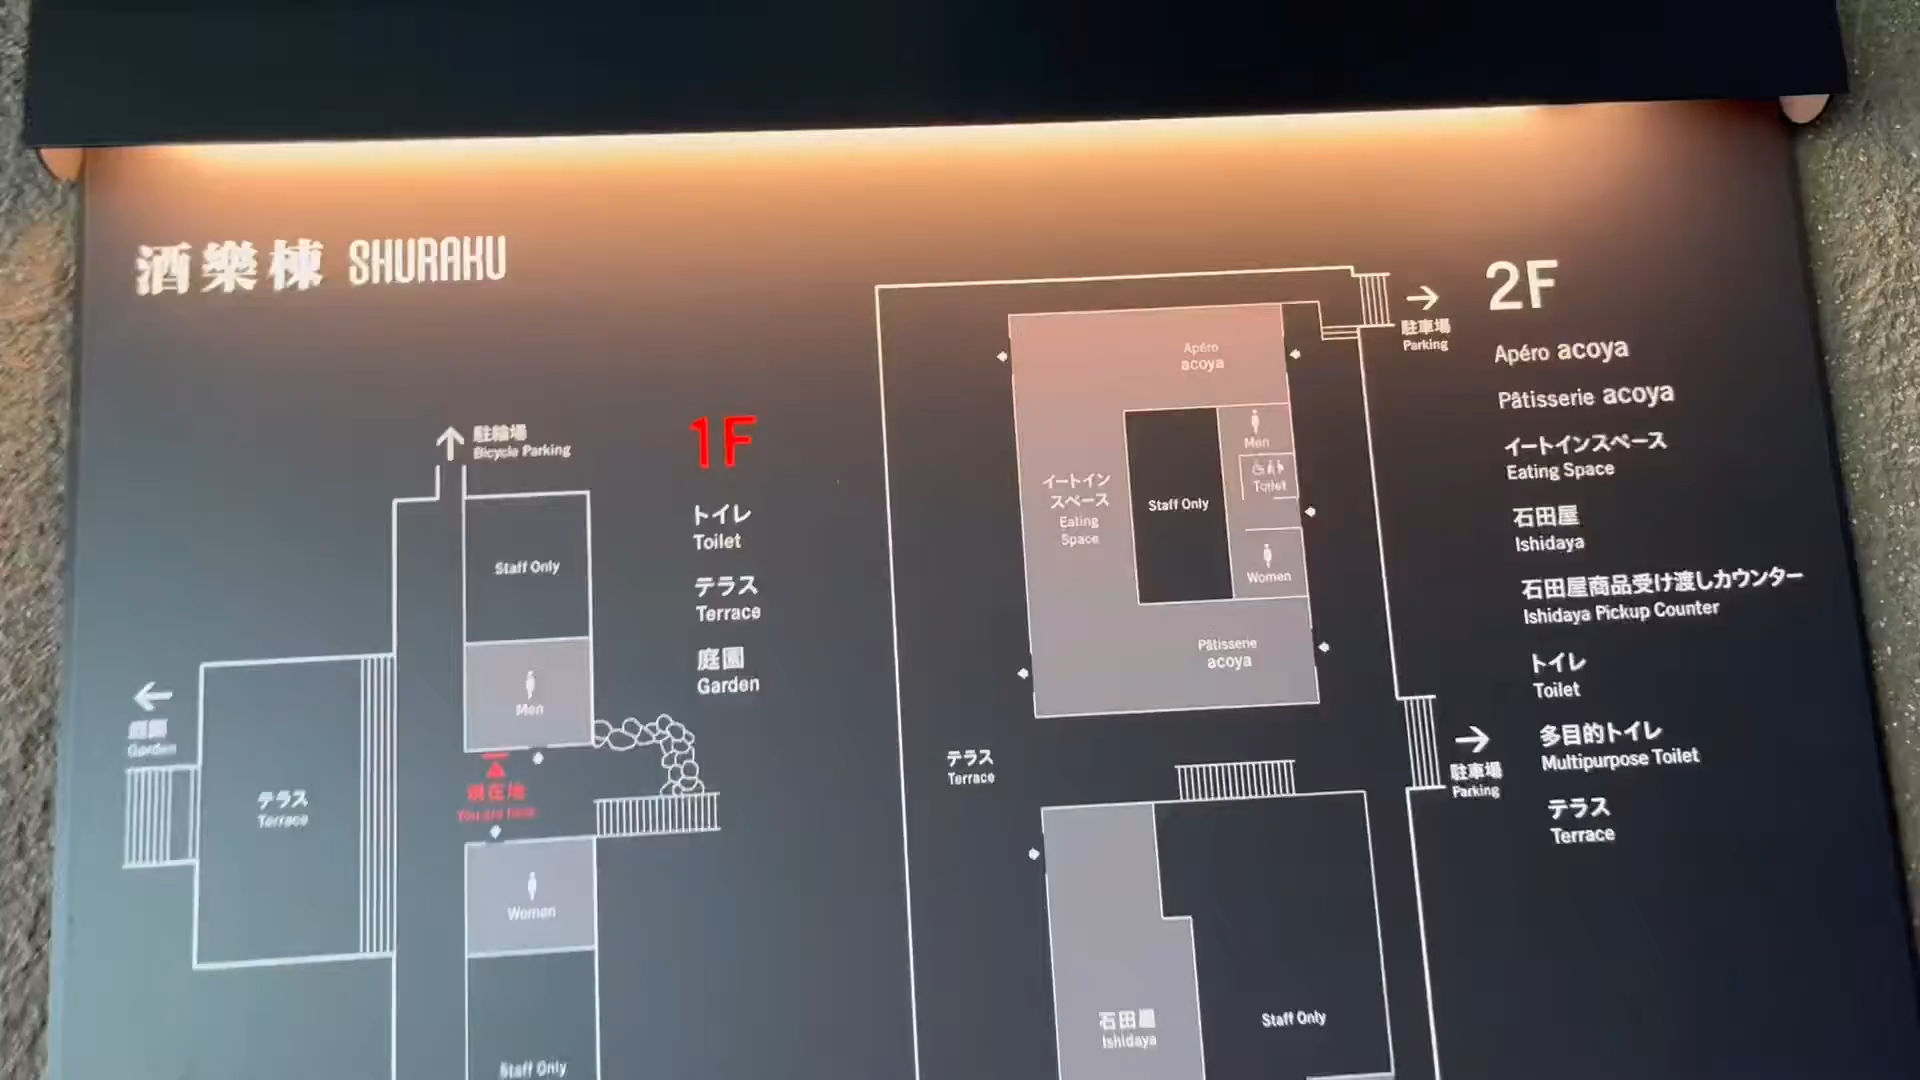 酒樂棟 SHURAKU
駐輪場
Bicycle Parking
1F
トイレ
Toilet
テラス
Terrace
庭園
Garden
Staff Only
Men
庭園
Garden
テラス
Terrace
現在地
You are here
Women
Staff Only
駐車場
Parking
Apéro
acoya
Men
Toilet
イートイン
スペース
Eating
Space
Staff Only
Women
Pâtisserie
acoya
テラス
Terrace
駐車場
Parking
石田屋
Ishidaya
Staff Only
2F
Apéro acoya
Pâtisserie acoya
イートインスペース
Eating Space
石田屋
Ishidaya
石田屋商品受け渡しカウンター
Ishidaya Pickup Counter
トイレ
Toilet
多目的トイレ
Multipurpose Toilet
テラス
Terrace